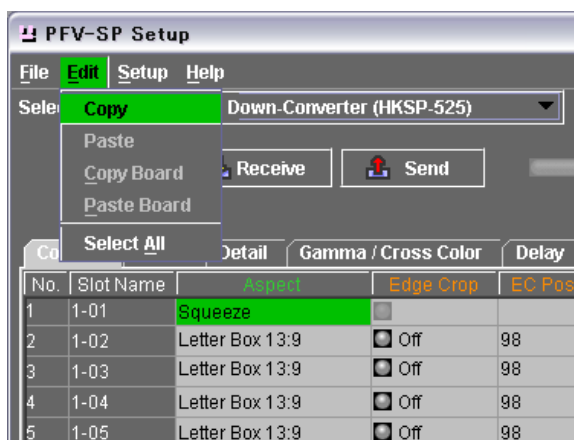 PFV-SP Setup
File Edit Setup Help
Down-Converter (HKSP-525)
Copy
Paste
Copy Board
Paste Board
Select All
Receive Send
Detail Gamma / Cross Color Delay
No. Slot Name Aspect Edge Crop EC Pos
1 1-01 Squeeze
2 1-02 Letter Box 13:9 Off 98
3 1-03 Letter Box 13:9 Off 98
4 1-04 Letter Box 13:9 Off 98
5 1-05 Letter Box 13:9 Off 98